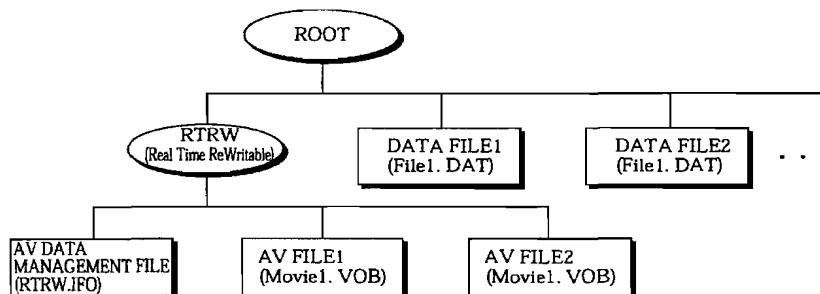 ROOT
RTRW
(Real Time ReWritable)
DATA FILE1
(File1. DAT)
DATA FILE2
(File1. DAT)
. .
AV DATA
MANAGEMENT FILE
(RTRW.IFO)
AV FILE1
(Movie1. VOB)
AV FILE2
(Movie1. VOB)